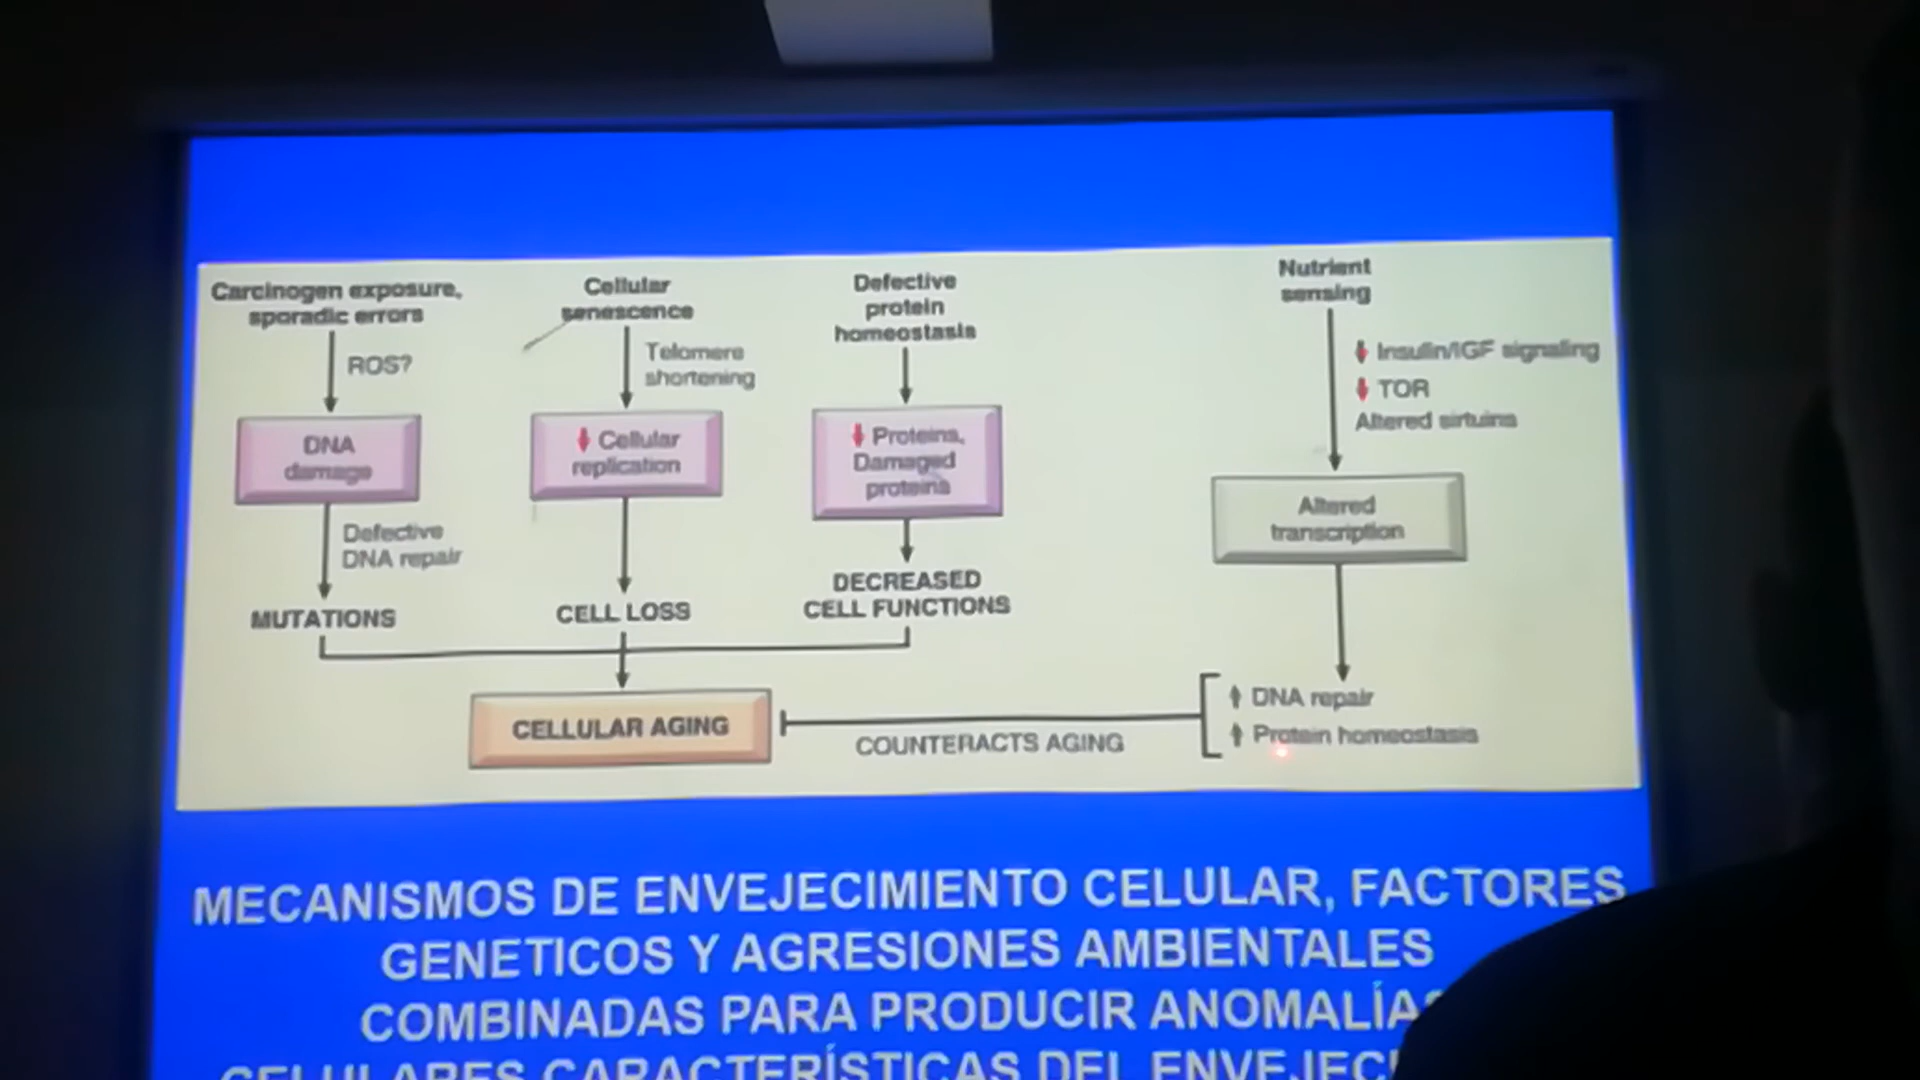 Carcinogen exposure,
sporadic errors
ROS?
DNA
damage
Defective
DNA repair
MUTATIONS
Cellular
senescence
Telomere
shortening
Cellular
replication
CELL LOSS
Defective
protein
homeostasis
Proteins,
Damaged
proteins
DECREASED
CELL FUNCTIONS
Nutrient
sensing
Insulin/IGF signaling
TOR
Altered sirtuins
Altered
transcription
DNA repair
Protein homeostasis
COUNTERACTS AGING
CELLULAR AGING
MECANISMOS DE ENVEJECIMIENTO CELULAR, FACTORES
GENETICOS Y AGRESIONES AMBIENTALES
COMBINADAS PARA PRODUCIR ANOMALÍAS
CELULARES CARACTERÍSTICAS DEL